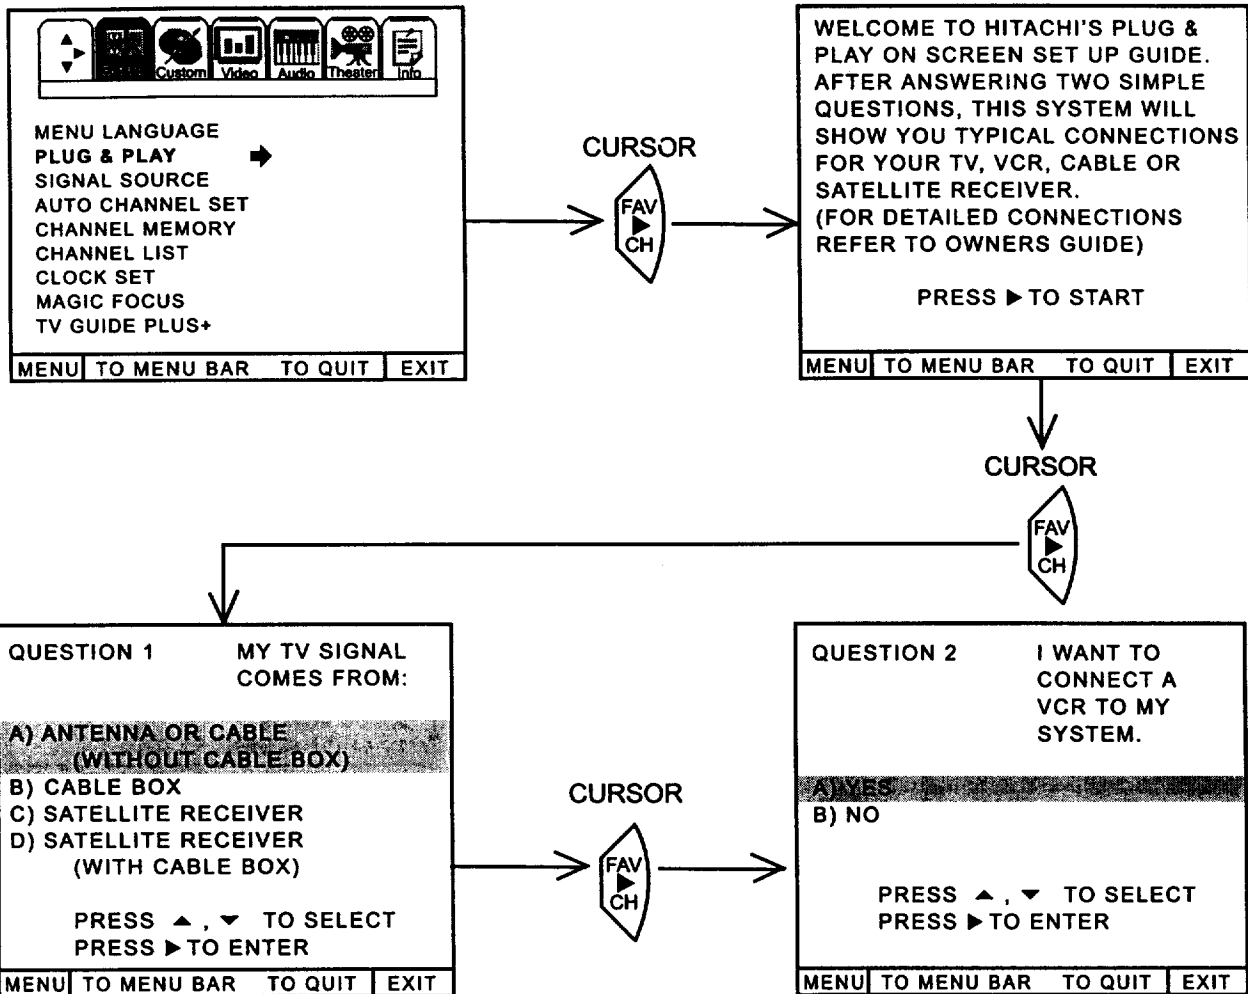 Custom Video Audio Theater Info
MENU LANGUAGE
PLUG & PLAY
SIGNAL SOURCE
AUTO CHANNEL SET
CHANNEL MEMORY
CHANNEL LIST
CLOCK SET
MAGIC FOCUS
TV GUIDE PLUS+
MENU TO MENU BAR TO QUIT EXIT
CURSOR
FAV
CH
WELCOME TO HITACHI'S PLUG &
PLAY ON SCREEN SET UP GUIDE.
AFTER ANSWERING TWO SIMPLE
QUESTIONS, THIS SYSTEM WILL
SHOW YOU TYPICAL CONNECTIONS
FOR YOUR TV, VCR, CABLE OR
SATELLITE RECEIVER.
(FOR DETAILED CONNECTIONS
REFER TO OWNERS GUIDE)
PRESS ▶ TO START
MENU TO MENU BAR TO QUIT EXIT
CURSOR
FAV
CH
QUESTION 1 MY TV SIGNAL
COMES FROM:
A) ANTENNA OR CABLE
(WITHOUT CABLE BOX)
B) CABLE BOX
C) SATELLITE RECEIVER
D) SATELLITE RECEIVER
(WITH CABLE BOX)
PRESS ▲ , ▼ TO SELECT
PRESS ▶ TO ENTER
MENU TO MENU BAR TO QUIT EXIT
CURSOR
FAV
CH
QUESTION 2 I WANT TO
CONNECT A
VCR TO MY
SYSTEM.
A) YES
B) NO
PRESS ▲ , ▼ TO SELECT
PRESS ▶ TO ENTER
MENU TO MENU BAR TO QUIT EXIT